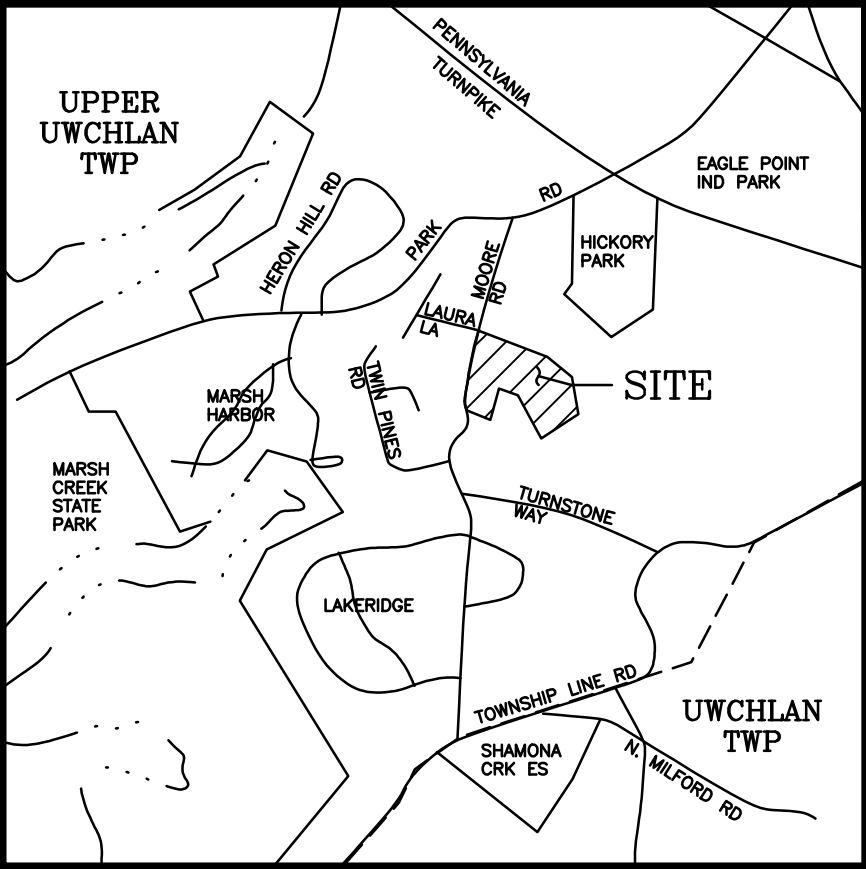 PENNSYLVANIA
TURNPIKE
UPPER
UWCHLAN
TWP
EAGLE POINT
IND PARK
HERON HILL RD
PARK
RD
HICKORY
PARK
MOORE
RD
LAURA
LA
SITE
TWIN PINES
RD
MARSH
HARBOR
MARSH
CREEK
STATE
PARK
TURNSTONE
WAY
LAKERIDGE
TOWNSHIP LINE RD
UWCHLAN
TWP
SHAMONA
CRK ES
N. MILFORD RD